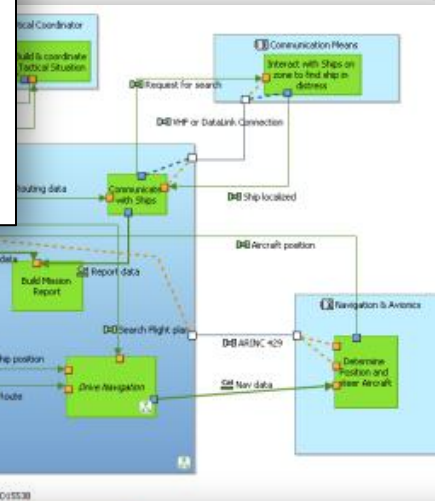 tical Coordinator
uild & coordinate
Tactical Situation
Communication Means
Interact with Ships on
zone to find ship in
distress
Request for search
VHF or DataLink Connection
Routing data
Communicate
with Ships
Ship localized
Aircraft position
data
Report data
Build Mission
Report
Navigation & Avionics
Search flight plan
ARINC 429
hip position
Determine
Position and
teer Aircraft
Drive Navigation
Route
Nav data
D1553B